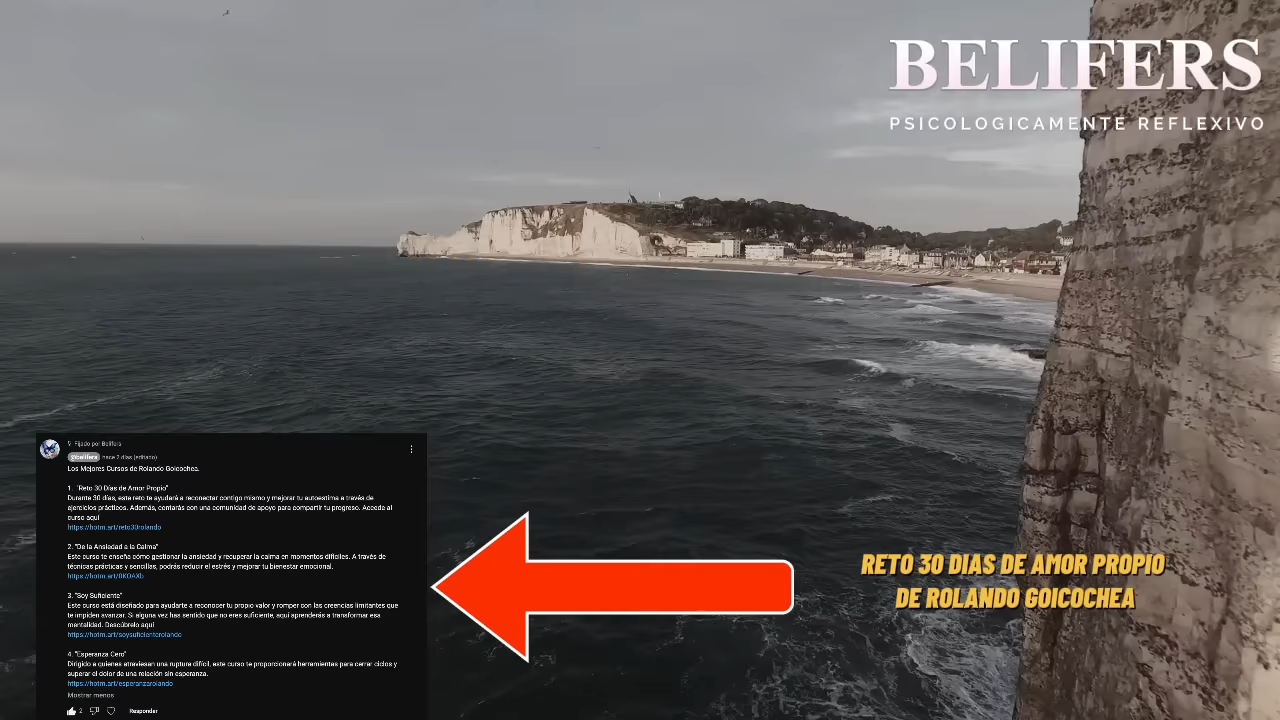 BELIFERS
PSICOLOGICAMENTE REFLEXIVO
Fijado por Belifers
@belifers hace 2 días (editado)
Los Mejores Cursos de Rolando Goicochea.
1. "Reto 30 Días de Amor Propio"
Durante 30 días, este reto te ayudará a reconectar contigo mismo y mejorar tu autoestima a través de
ejercicios prácticos. Además, contarás con una comunidad de apoyo para compartir tu progreso. Accede al
curso aquí
https://hotm.art/reto30rolando
2. "De la Ansiedad a la Calma"
Este curso te enseña cómo gestionar la ansiedad y recuperar la calma en momentos difíciles. A través de
técnicas prácticas y sencillas, podrás reducir el estrés y mejorar tu bienestar emocional.
https://hotm.art/0KOAXb
3. "Soy Suficiente"
Este curso está diseñado para ayudarte a reconocer tu propio valor y romper con las creencias limitantes que
te impiden avanzar. Si alguna vez has sentido que no eres suficiente, aquí aprenderás a transformar esa
mentalidad. Descúbrelo aquí
https://hotm.art/soysuficienterolando
4. "Esperanza Cero"
Dirigido a quienes atraviesan una ruptura difícil, este curso te proporcionará herramientas para cerrar ciclos y
superar el dolor de una relación sin esperanza.
https://hotm.art/esperanzarolando
Mostrar menos
2 Responder
RETO 30 DIAS DE AMOR PROPIO
DE ROLANDO GOICOCHEA